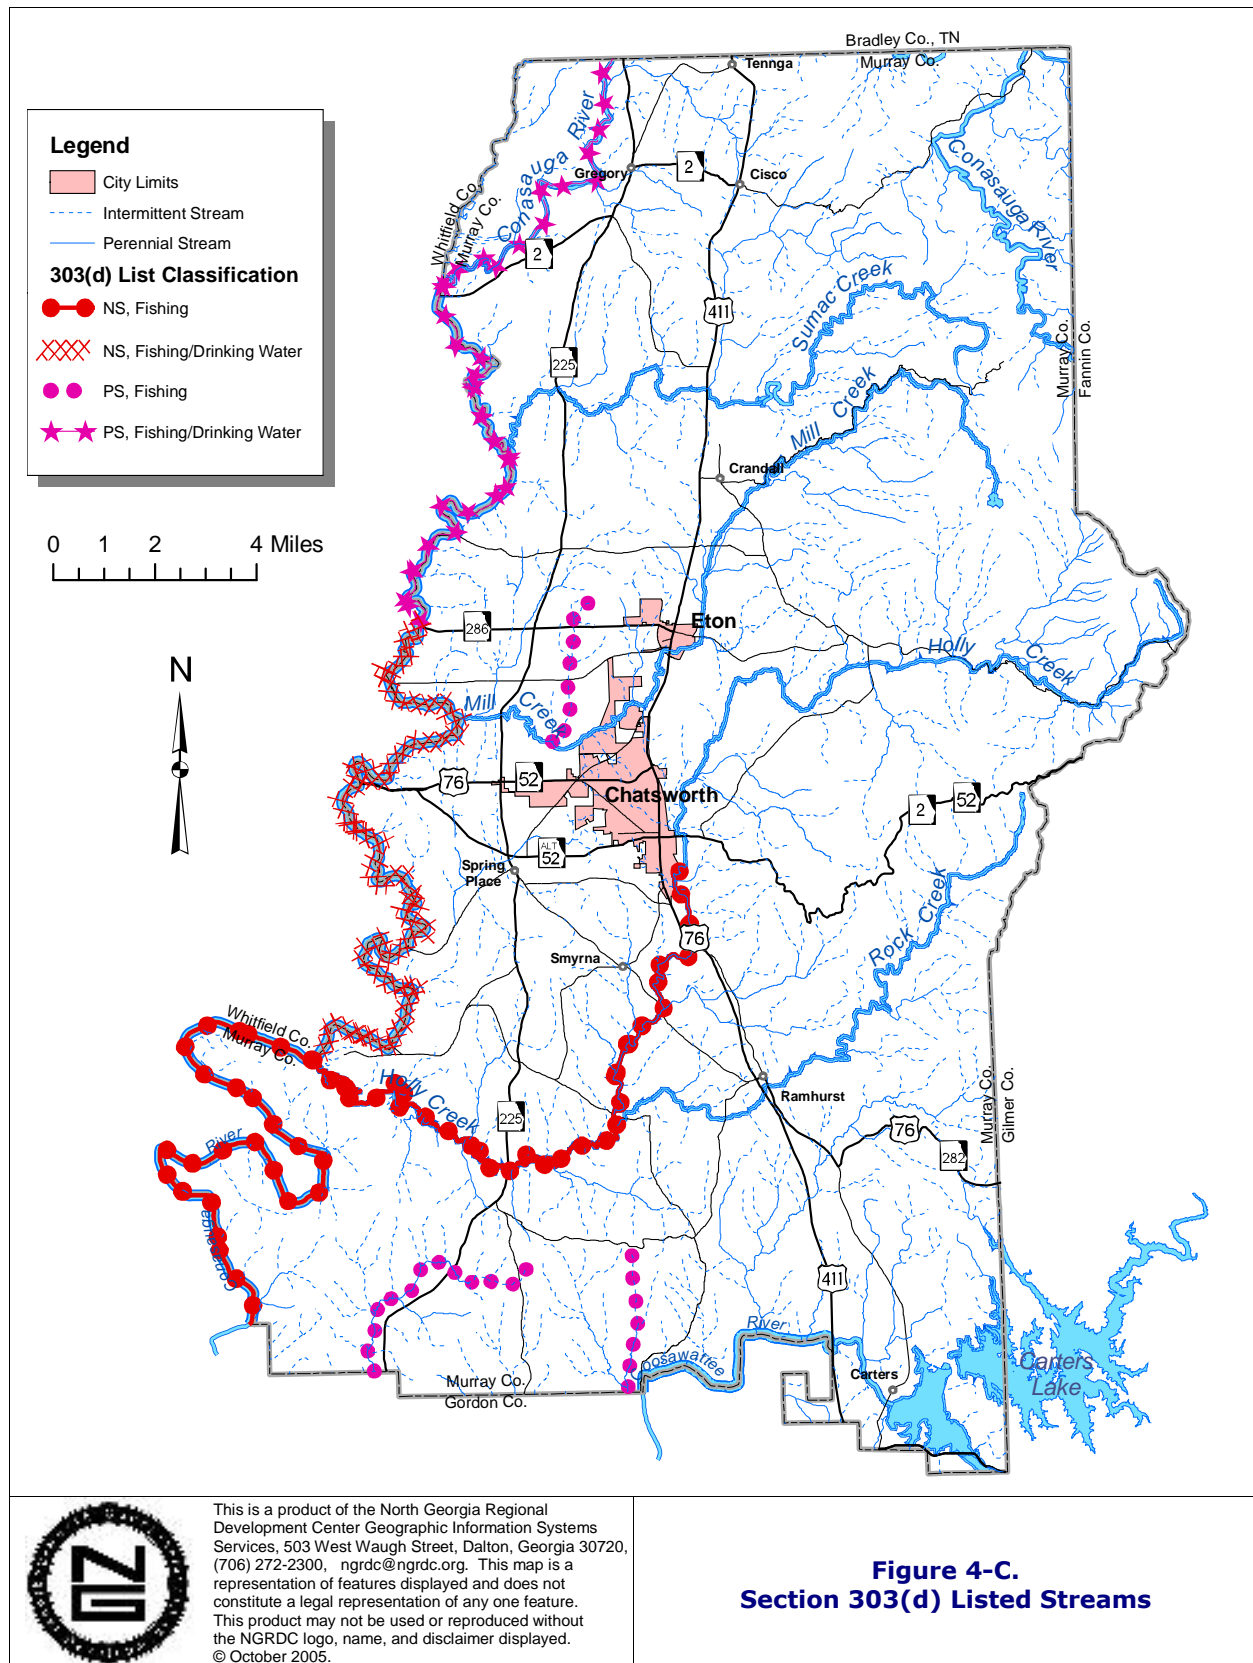 Bradley Co., TN
Murray Co.
Tennga
Legend
City Limits
Intermittent Stream
Perennial Stream
303(d) List Classification
NS, Fishing
NS, Fishing/Drinking Water
PS, Fishing
PS, Fishing/Drinking Water
0 1 2 4 Miles
N
Whitfield Co.
Murray Co.
Conasauga River
Gregory
2
Cisco
2
411
225
Conasauga River
Sumac Creek
Murray Co.
Fannin Co.
Mill Creek
Crandall
286
Eton
Holly Creek
Mill Creek
76
52
Chatsworth
2
52
ALT
52
Spring
Place
Rock Creek
76
Smyrna
Whitfield Co.
Murray Co.
Holly Creek
Ramhurst
225
River
Conasauga
76
282
Murray Co.
Gilmer Co.
411
River
Coosawattee
Carters
Carters
Lake
Murray Co.
Gordon Co.
NG
This is a product of the North Georgia Regional
Development Center Geographic Information Systems
Services, 503 West Waugh Street, Dalton, Georgia 30720,
(706) 272-2300, ngrdc@ngrdc.org. This map is a
representation of features displayed and does not
constitute a legal representation of any one feature.
This product may not be used or reproduced without
the NGRDC logo, name, and disclaimer displayed.
© October 2005.
Figure 4-C.
Section 303(d) Listed Streams